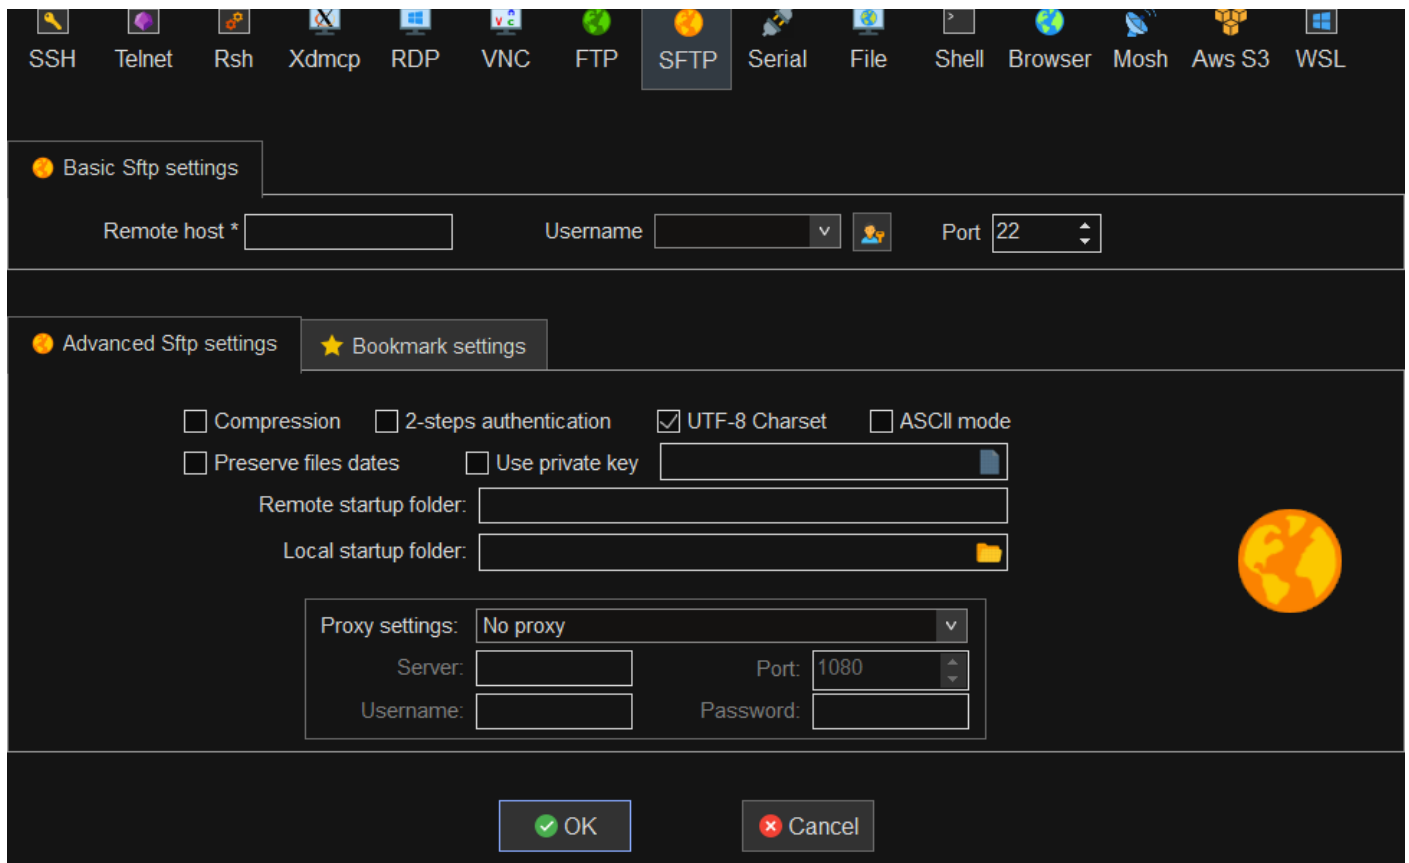 SSH Telnet Rsh Xdmcp RDP VNC FTP SFTP Serial File Shell Browser Mosh Aws S3 WSL
Basic Sftp settings
Remote host * Username Port 22
Advanced Sftp settings Bookmark settings
Compression 2-steps authentication UTF-8 Charset ASCII mode
Preserve files dates Use private key
Remote startup folder:
Local startup folder:
Proxy settings: No proxy
Server: Port: 1080
Username: Password:
OK Cancel